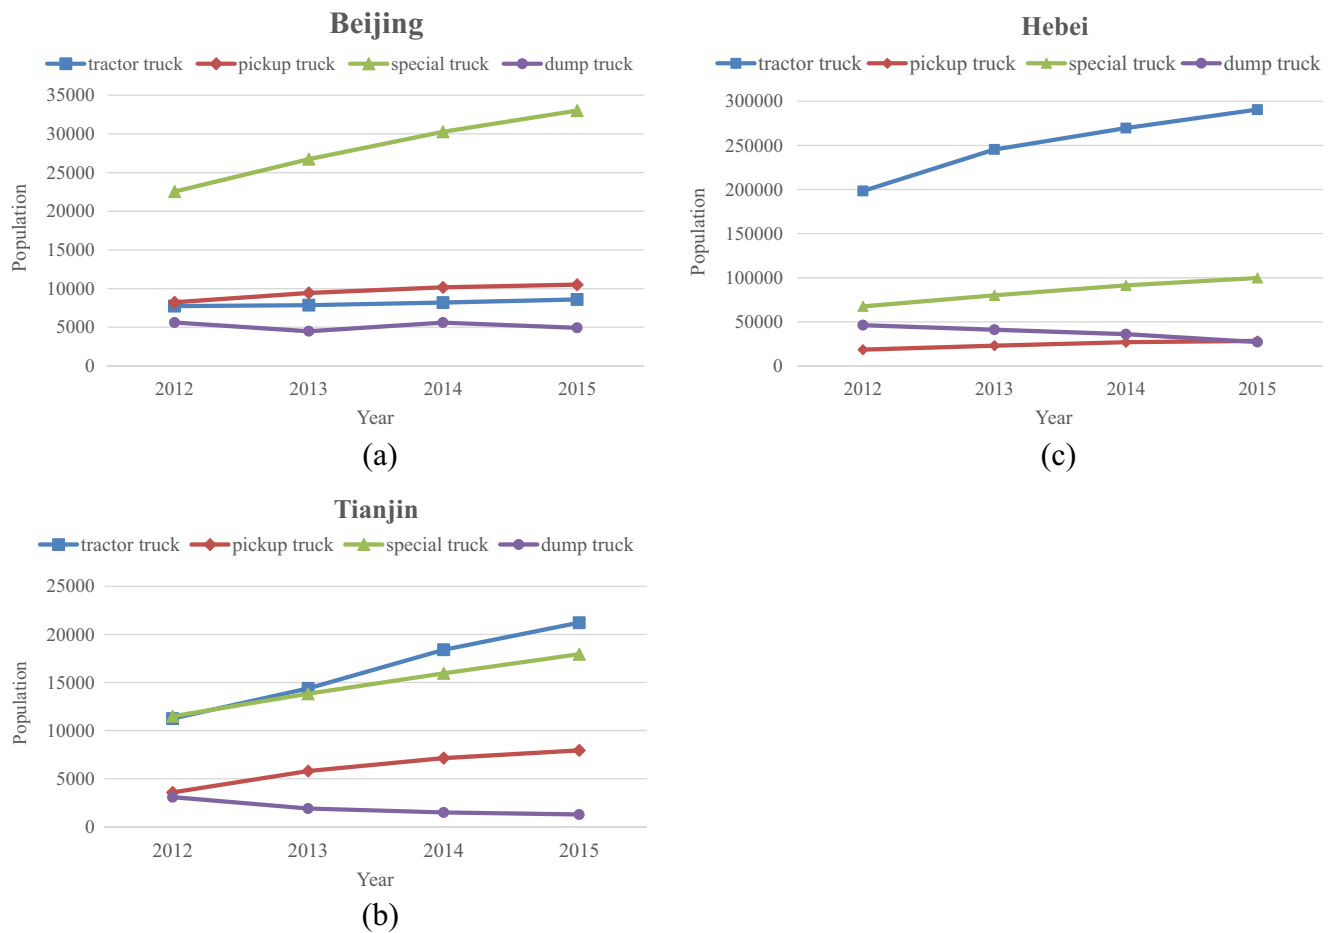 Beijing
tractor truck pickup truck special truck dump truck
35000
30000
25000
20000
15000
10000
5000
0
Population
2012 2013 2014 2015
Year
(a)
Hebei
tractor truck pickup truck special truck dump truck
300000
250000
200000
150000
100000
50000
0
Population
2012 2013 2014 2015
Year
(c)
Tianjin
tractor truck pickup truck special truck dump truck
25000
20000
15000
10000
5000
0
Population
2012 2013 2014 2015
Year
(b)